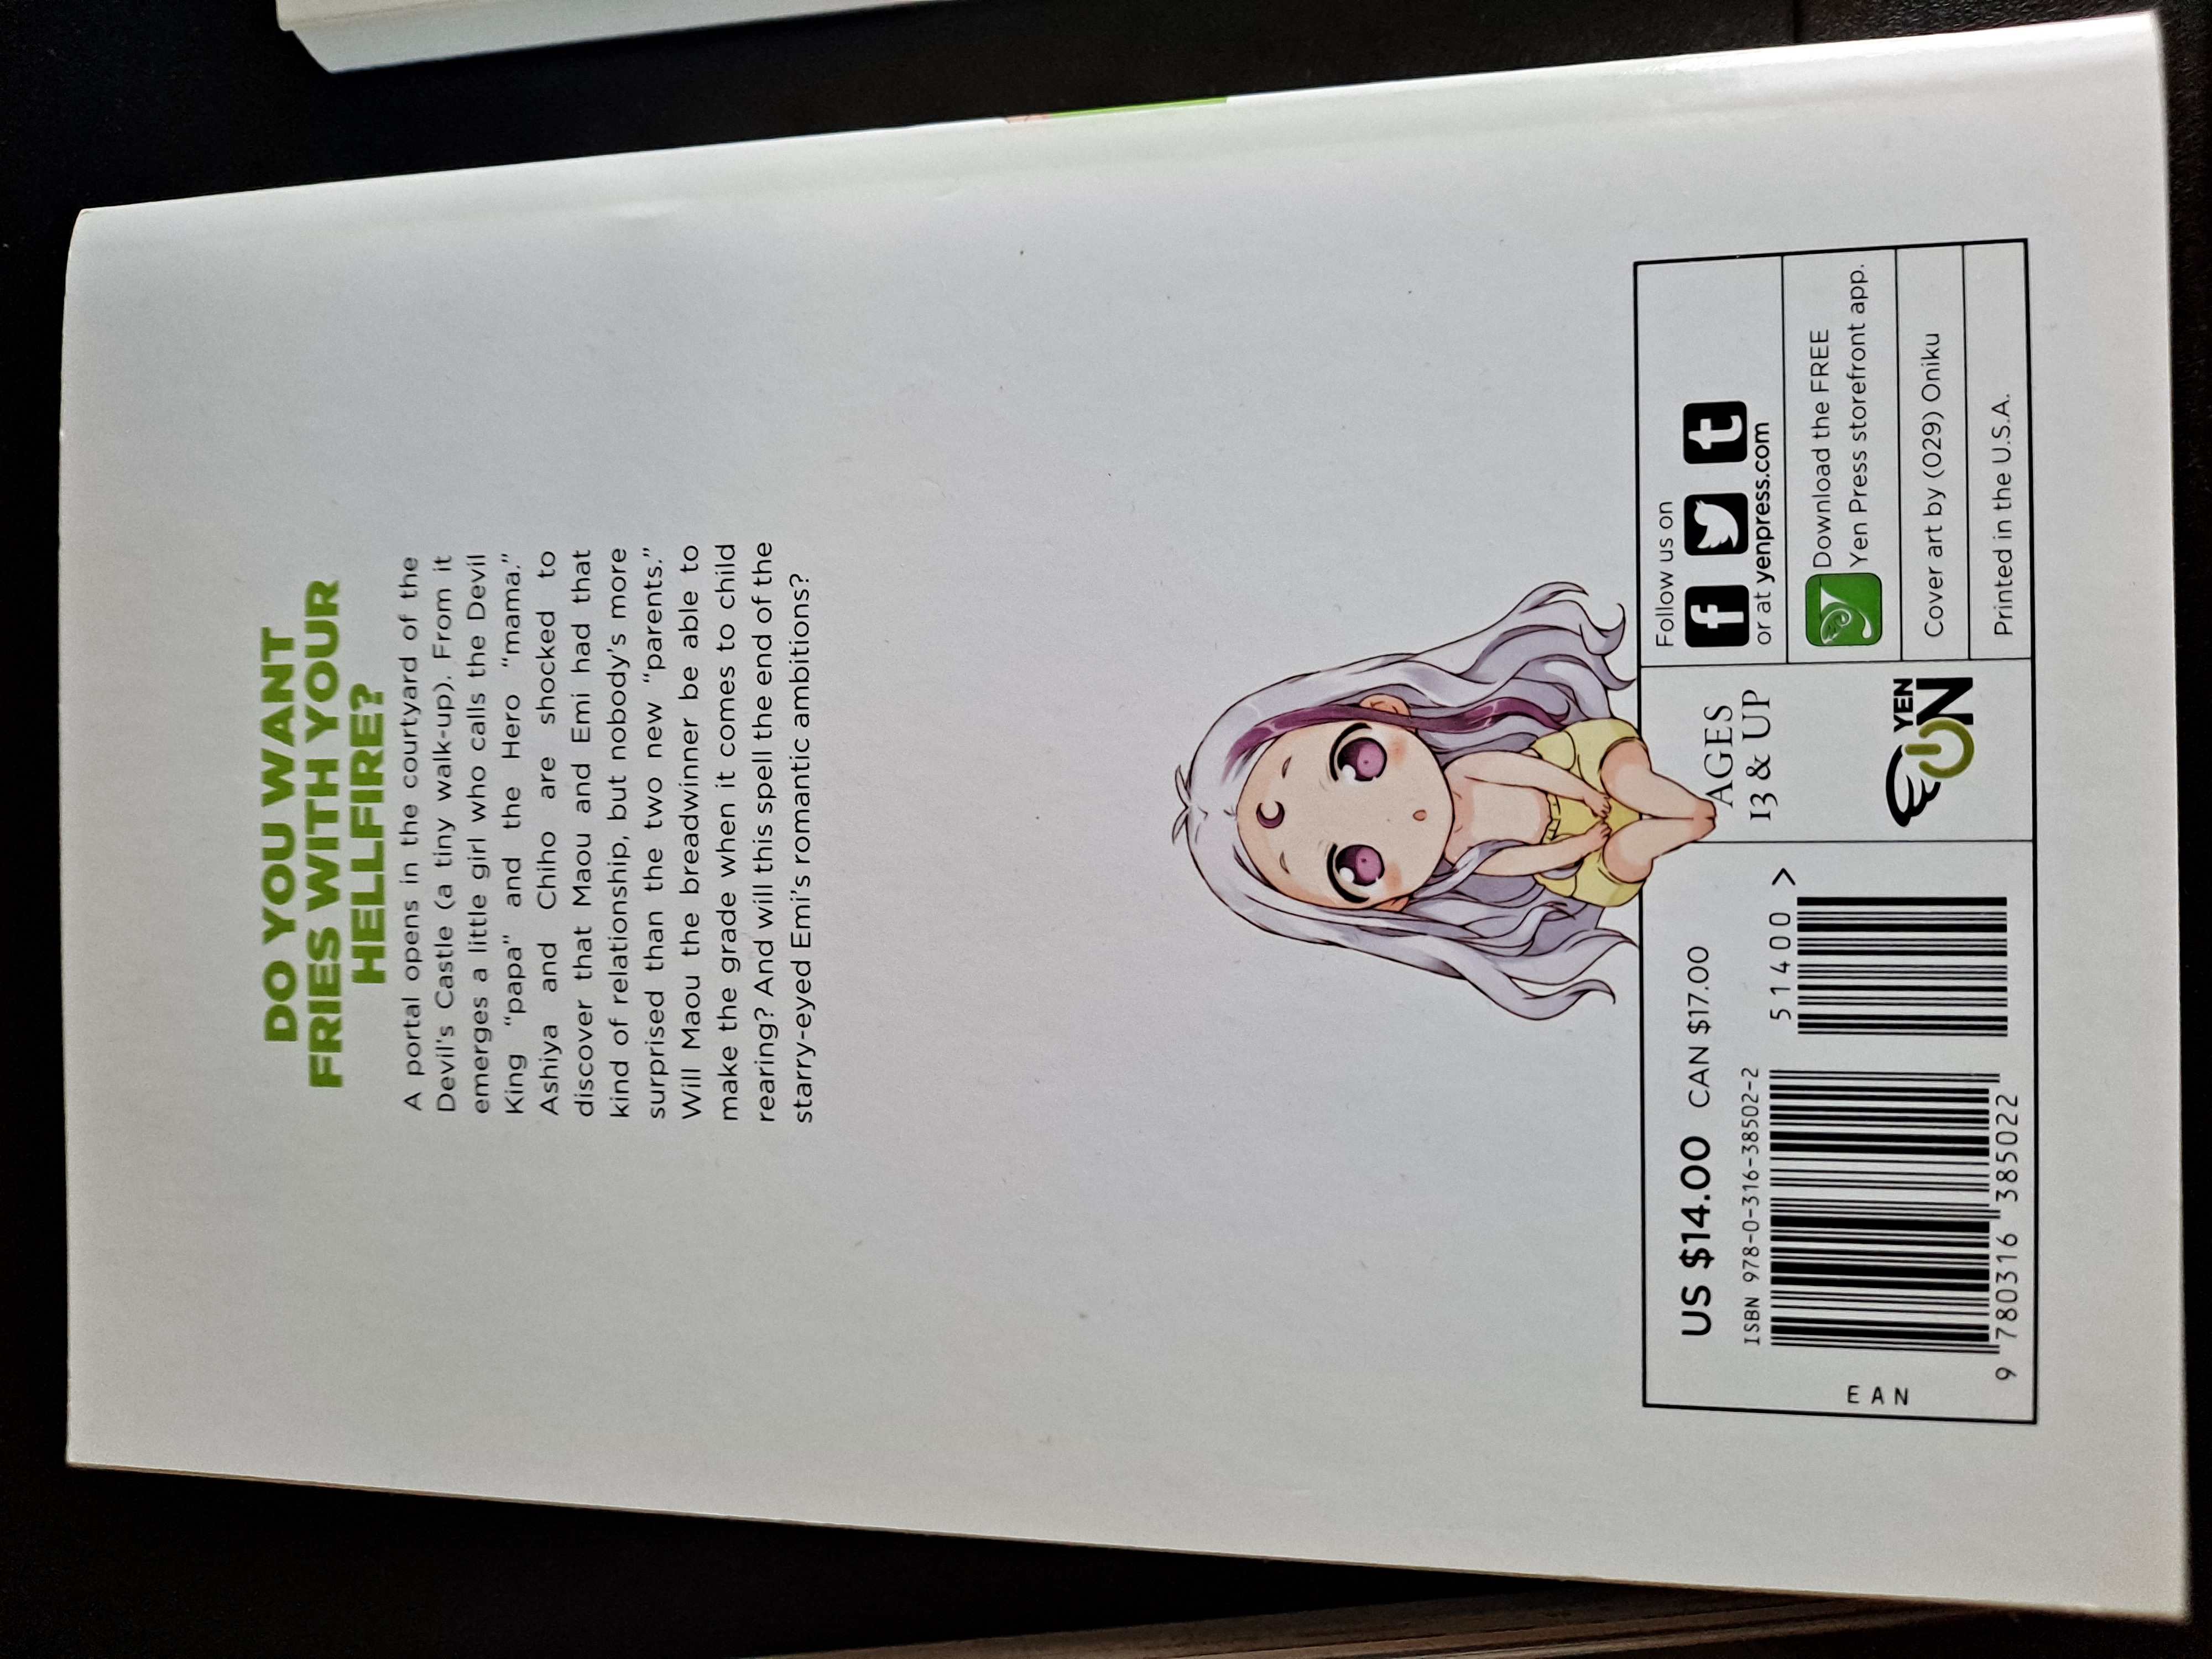 DO YOU WANT
FRIES WITH YOUR
HELLFIRE?
A portal opens in the courtyard of the
Devil's Castle (a tiny walk-up). From it
emerges a little girl who calls the Devil
King “papa” and the Hero “mama.”
Ashiya and Chiho are shocked to
discover that Maou and Emi had that
kind of relationship, but nobody's more
surprised than the two new “parents.”
Will Maou the breadwinner be able to
make the grade when it comes to child
rearing? And will this spell the end of the
starry-eyed Emi's romantic ambitions?
US $14.00 CAN $17.00
ISBN 978-0-316-38502-2
51400 >
EAN
9 780316 385022
AGES
13 & UP
YEN
ON
Follow us on
f t
or at yenpress.com
Download the FREE
Yen Press storefront app.
Cover art by (029) Oniku
Printed in the U.S.A.